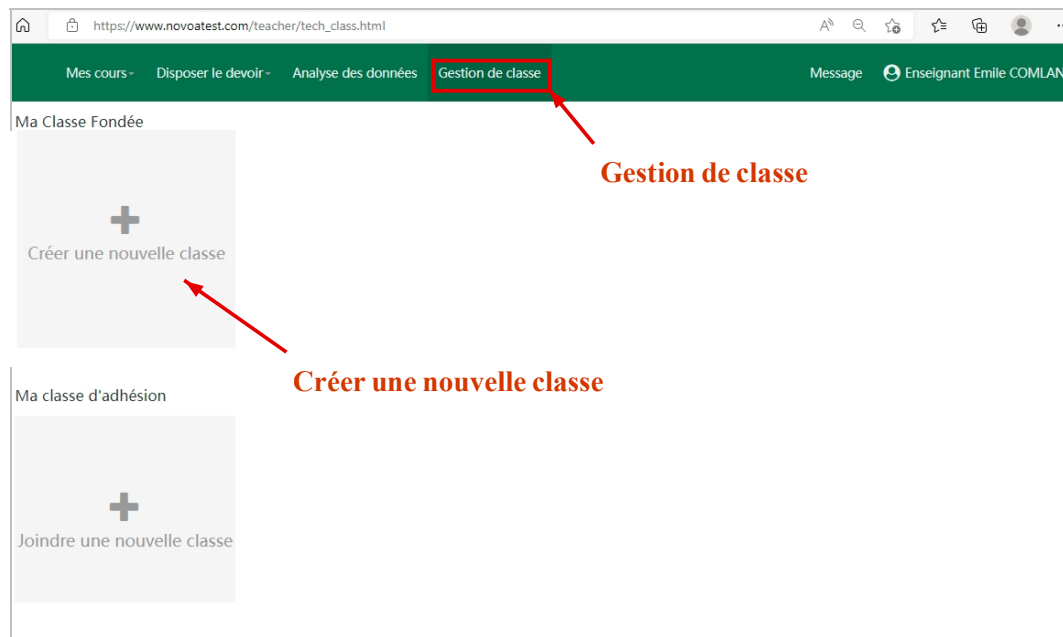 https://www.novoatest.com/teacher/tech_class.html
Mes cours Disposer le devoir Analyse des données Gestion de classe Message Enseignant Emile COMLAN
Ma Classe Fondée
Gestion de classe
Créer une nouvelle classe
Créer une nouvelle classe
Ma classe d'adhésion
Joindre une nouvelle classe